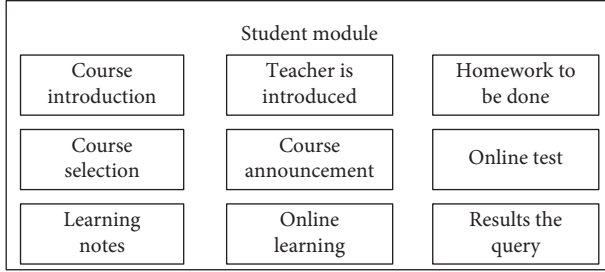 Student module
Course
introduction
Teacher is
introduced
Homework to
be done
Course
selection
Course
announcement
Online test
Learning
notes
Online
learning
Results the
query